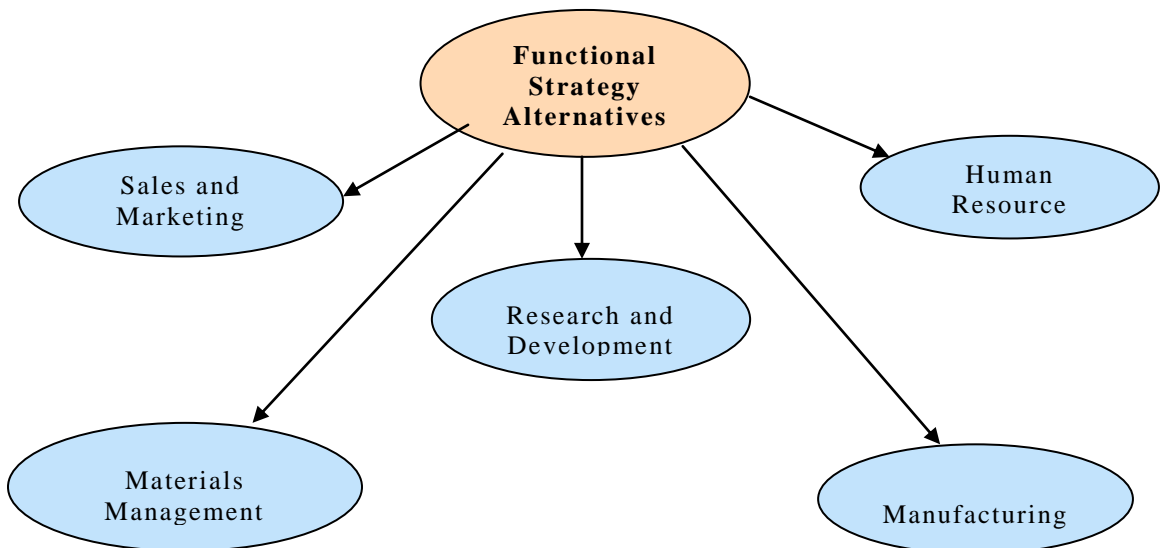 Functional
Strategy
Alternatives
Sales and
Marketing
Human
Resource
Research and
Development
Materials
Management
Manufacturing